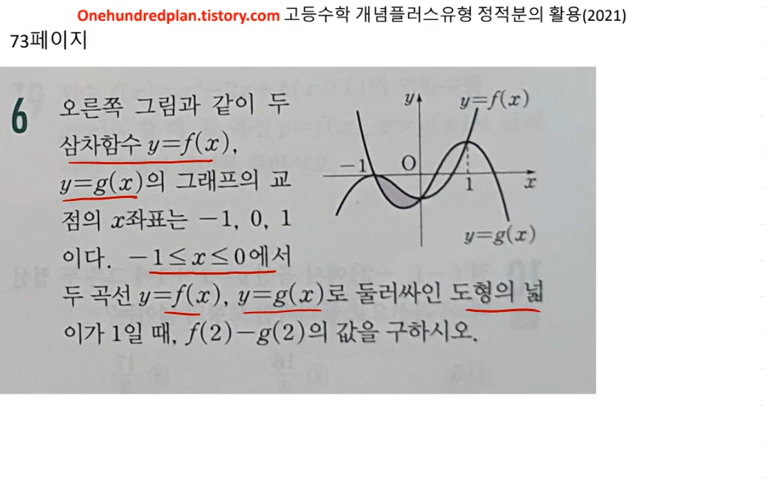 Onehundredplan.tistory.com 고등수학 개념플러스유형 정적분의 활용(2021)
73페이지
6 오른쪽 그림과 같이 두
삼차함수 y=f(x),
y=g(x)의 그래프의 교
점의 x좌표는 -1, 0, 1
이다. -1≤x≤0에서
두 곡선 y=f(x), y=g(x)로 둘러싸인 도형의 넓
이가 1일 때, f(2)-g(2)의 값을 구하시오.
y
y=f(x)
-1
O
1
x
y=g(x)